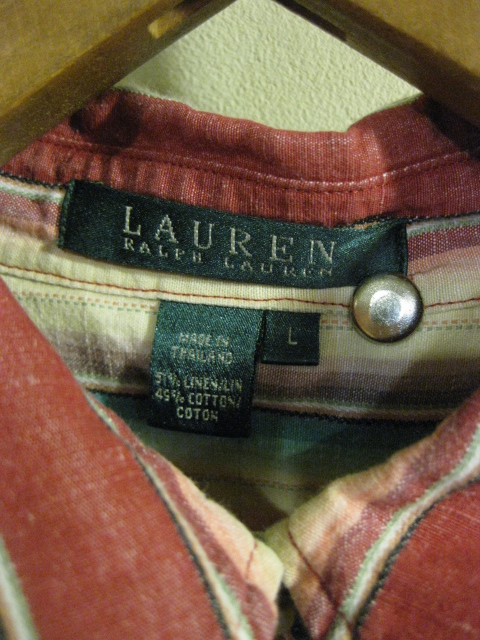 LAUREN
RALPH LAUREN
L
MADE IN
THAILAND
51% LINEN/LIN
49% COTTON/
COTON